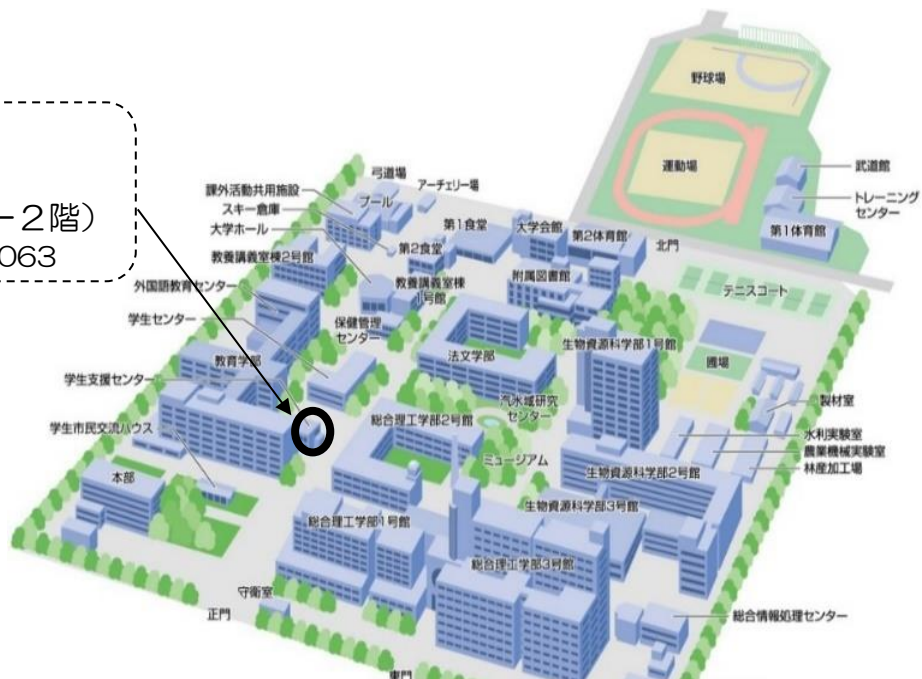 野球場
運動場
武道館
トレーニング
センター
第1体育館
弓道場
アーチェリー場
プール
課外活動共用施設
スキー倉庫
大学ホール
第1食堂
大学会館
第2体育館
北門
第2食堂
教養講義室棟2号館
－２階）
063
附属図書館
教養講義室棟
1号館
テニスコート
外国語教育センター
学生センター
保健管理
センター
法文学部
生物資源科学部1号館
圃場
教育学部
学生支援センター
製材室
汽水域研究
センター
総合理工学部2号館
学生市民交流ハウス
水利実験室
農業機械実験室
林産加工場
ミュージアム
生物資源科学部2号館
本部
生物資源科学部3号館
総合理工学部1号館
総合理工学部3号館
守衛室
正門
総合情報処理センター
東門